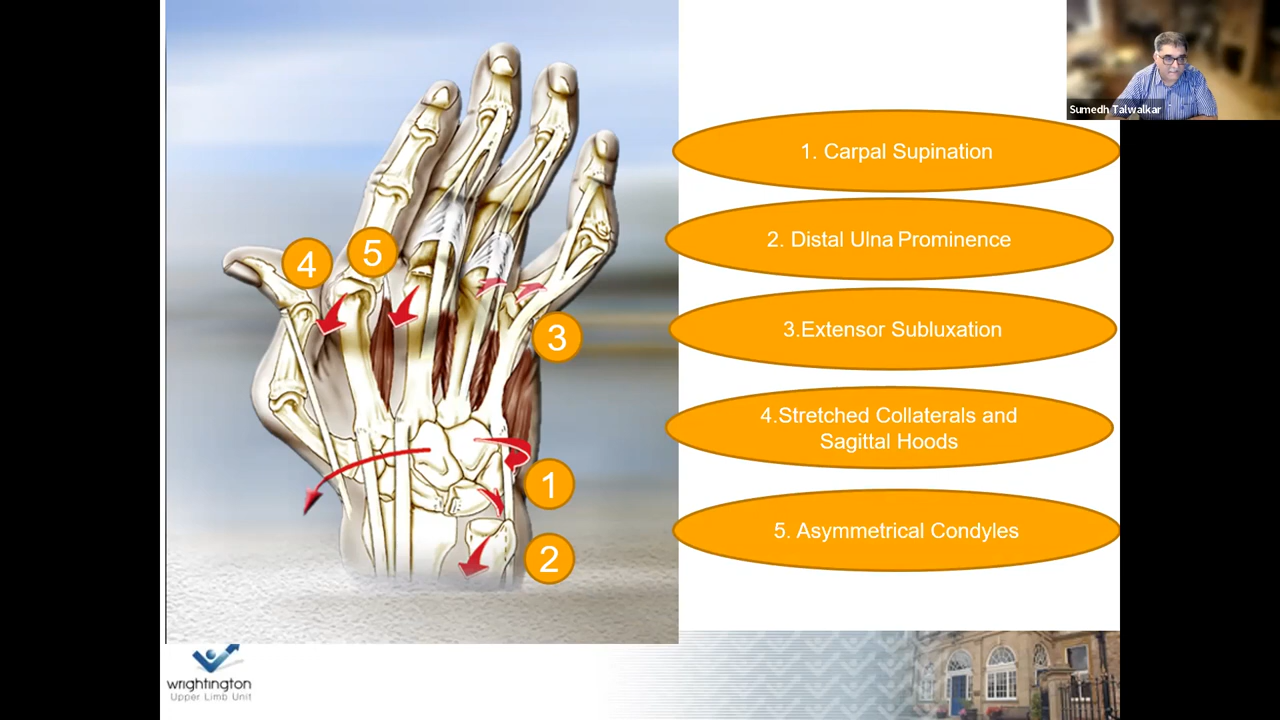 Sumedh Talwalkar
1. Carpal Supination
2. Distal Ulna Prominence
3.Extensor Subluxation
4.Stretched Collaterals and
Sagittal Hoods
5. Asymmetrical Condyles
4
5
3
1
2
wrightington
Upper Limb Unit